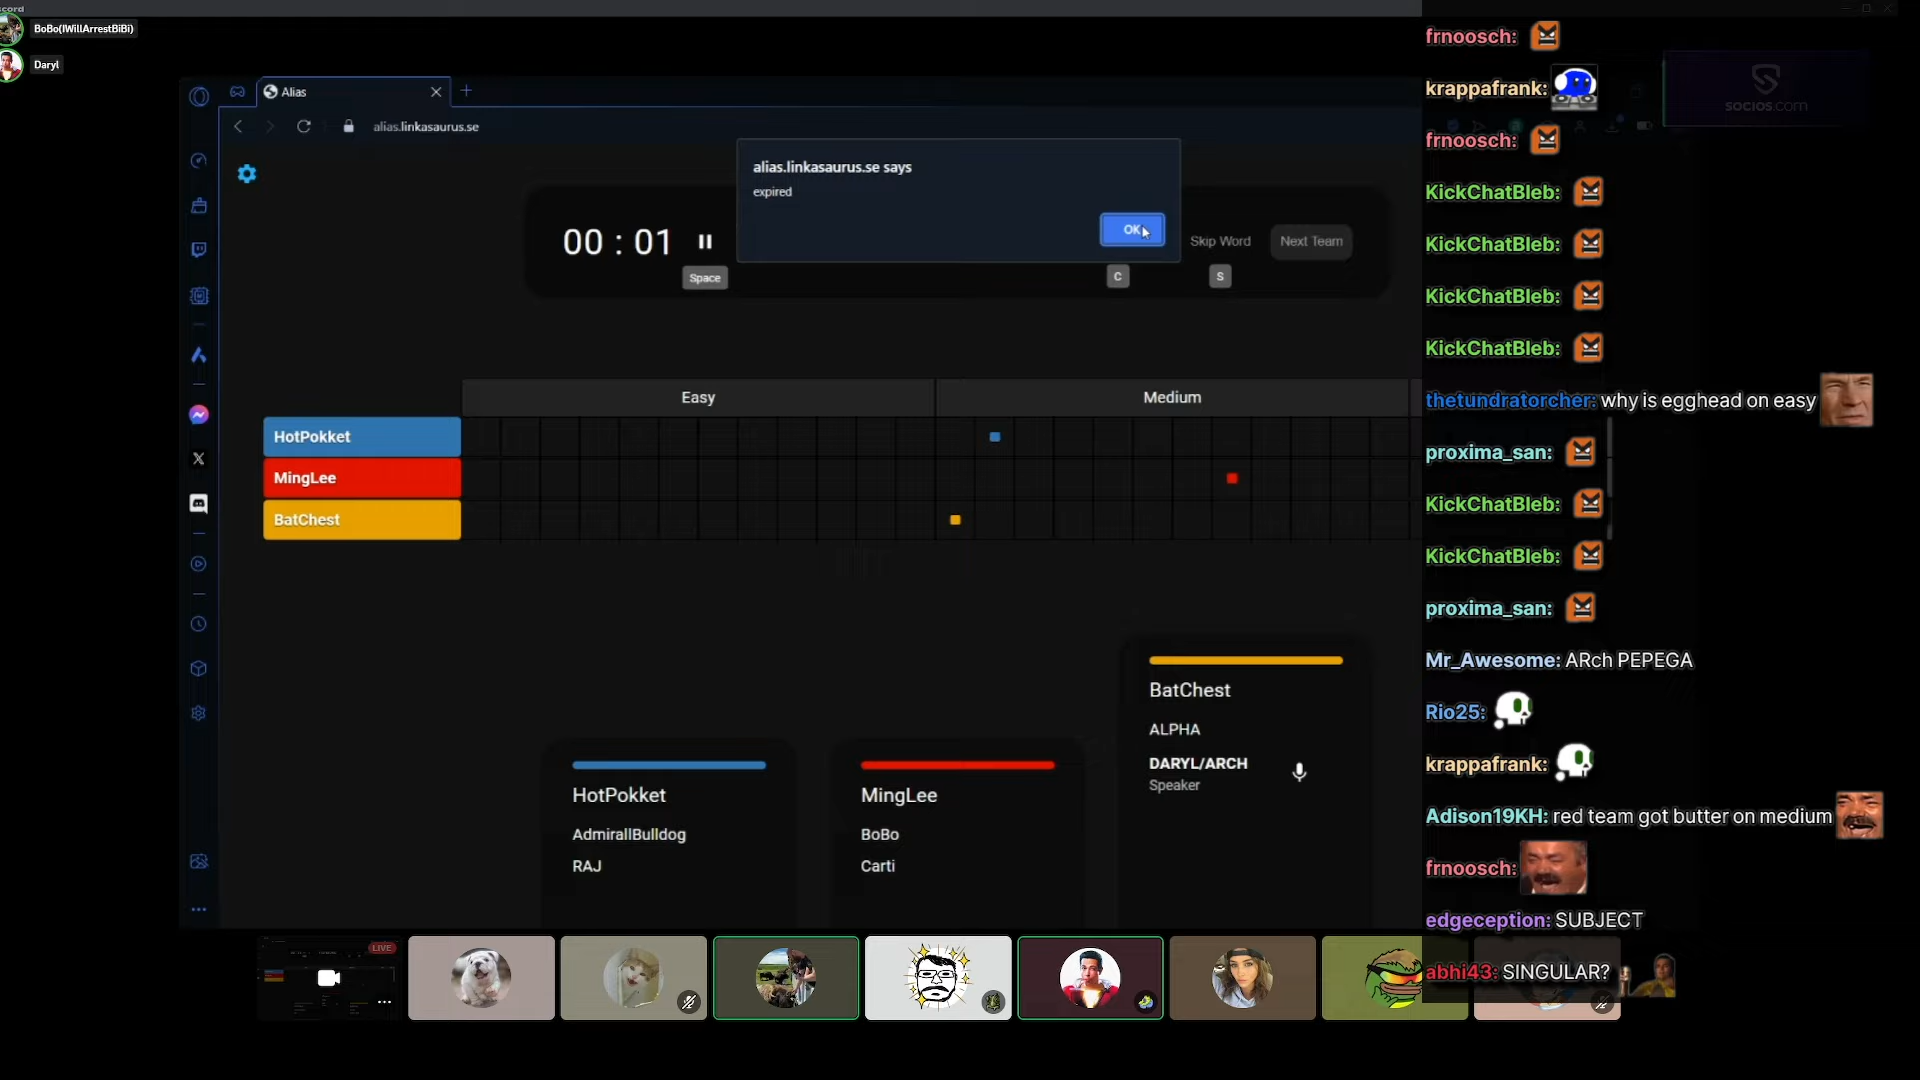 cord
BoBo(IWillArrestBiBi)
Daryl
Alias
alias.linkasaurus.se
alias.linkasaurus.se says
expired
OK
00 : 01
Space
C
Skip Word
S
Next Team
Easy
Medium
HotPokket
MingLee
BatChest
BatChest
ALPHA
DARYL/ARCH
Speaker
HotPokket
AdmirallBulldog
RAJ
MingLee
BoBo
Carti
LIVE
socios.com
frnoosch:
krappafrank:
frnoosch:
KickChatBleb:
KickChatBleb:
KickChatBleb:
KickChatBleb:
thetundratorcher: why is egghead on easy
proxima_san:
KickChatBleb:
KickChatBleb:
proxima_san:
Mr_Awesome: ARch PEPEGA
Rio25:
krappafrank:
Adison19KH: red team got butter on medium
frnoosch:
edgeception: SUBJECT
abhi43: SINGULAR?